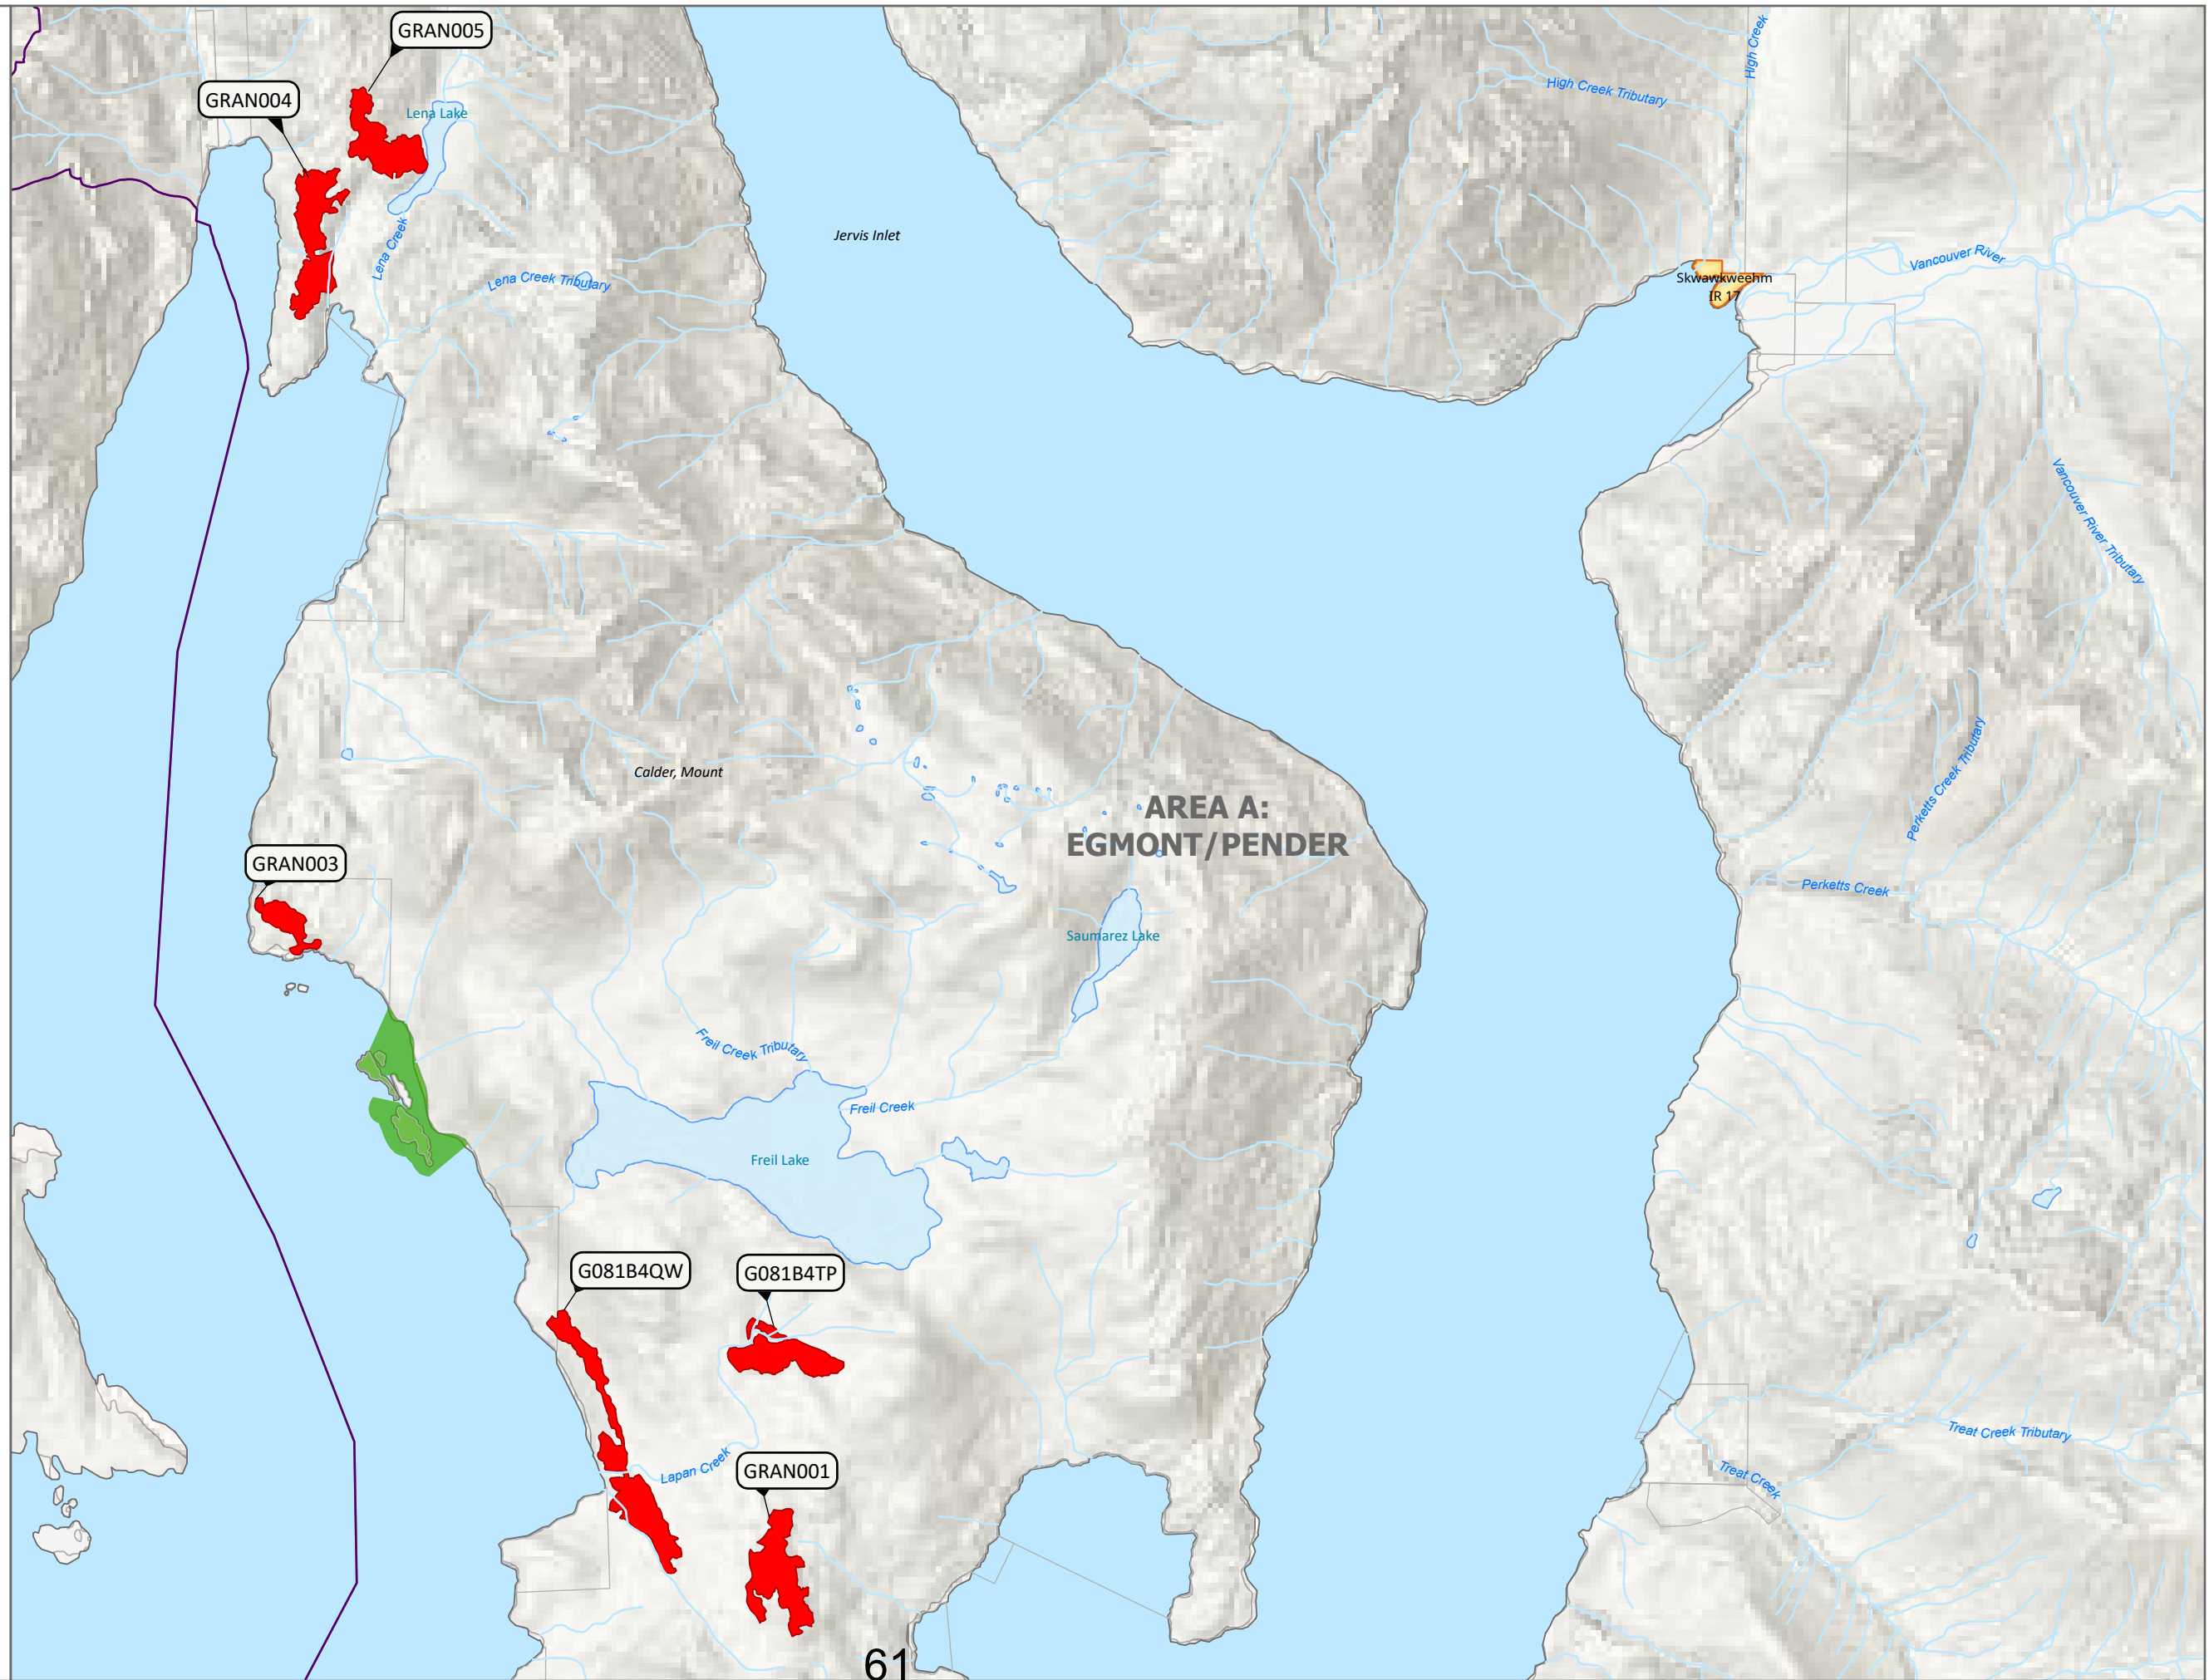 GRAN005
High Creek
High Creek Tributary
GRAN004
Lena Lake
Jervis Inlet
Lena Creek
Vancouver River
Skwawkweehm
IR 17
Lena Creek Tributary
Vancouver River Tributary
Perketts Creek Tributary
Calder, Mount
AREA A:
EGMONT/PENDER
GRAN003
Perketts Creek
Saumarez Lake
Freil Creek Tributary
Freil Creek
Freil Lake
G081B4QW
G081B4TP
Treat Creek Tributary
Lapan Creek
GRAN001
Treat Creek
61